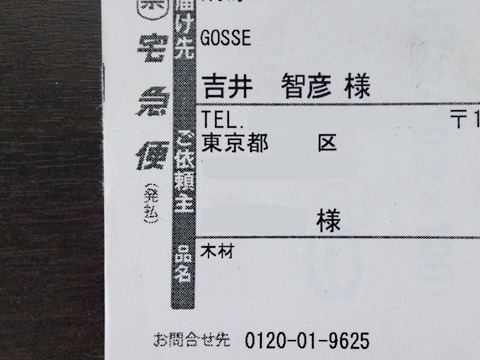 宅急便
(発払)
届け先
GOSSE
吉井 智彦 様
ご依頼主
TEL. 〒1
東京都 区
様
品名
木材
お問合せ先 0120-01-9625